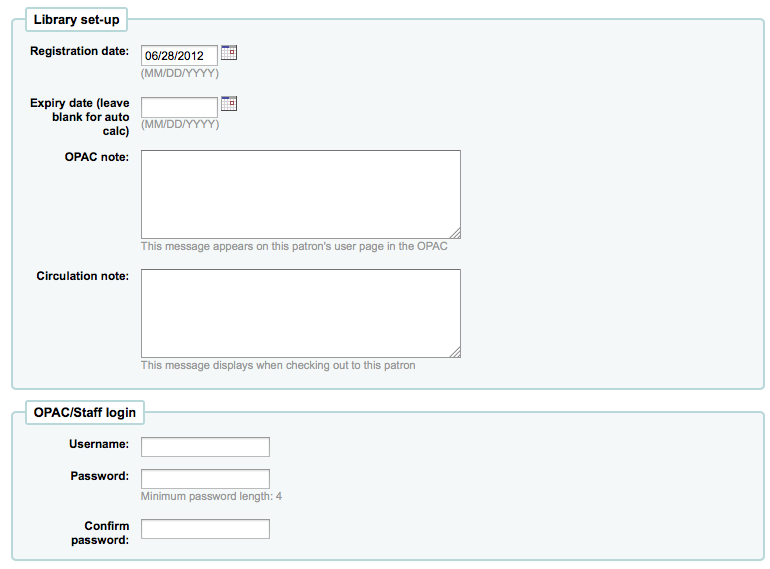 Library set-up
Registration date: 06/28/2012
(MM/DD/YYYY)
Expiry date (leave
blank for auto
calc)
(MM/DD/YYYY)
OPAC note:
This message appears on this patron's user page in the OPAC
Circulation note:
This message displays when checking out to this patron
OPAC/Staff login
Username:
Password:
Minimum password length: 4
Confirm
password: